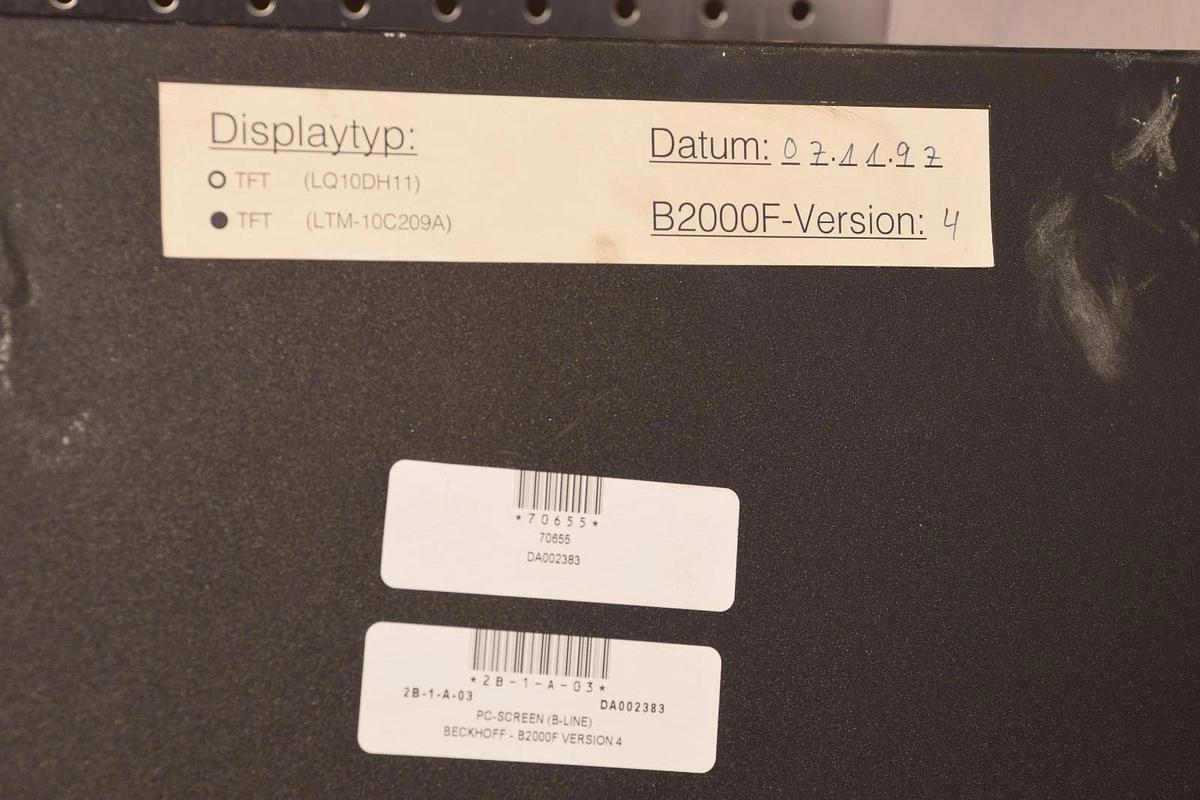 Displaytyp:
○ TFT (LQ10DH11)
● TFT (LTM-10C209A)
Datum: 07.11.97
B2000F-Version: 4
*70655*
70655
DA002383
*2B-1-A-03*
2B-1-A-03 DA002383
PC-SCREEN (B-LINE)
BECKHOFF - B2000F VERSION 4